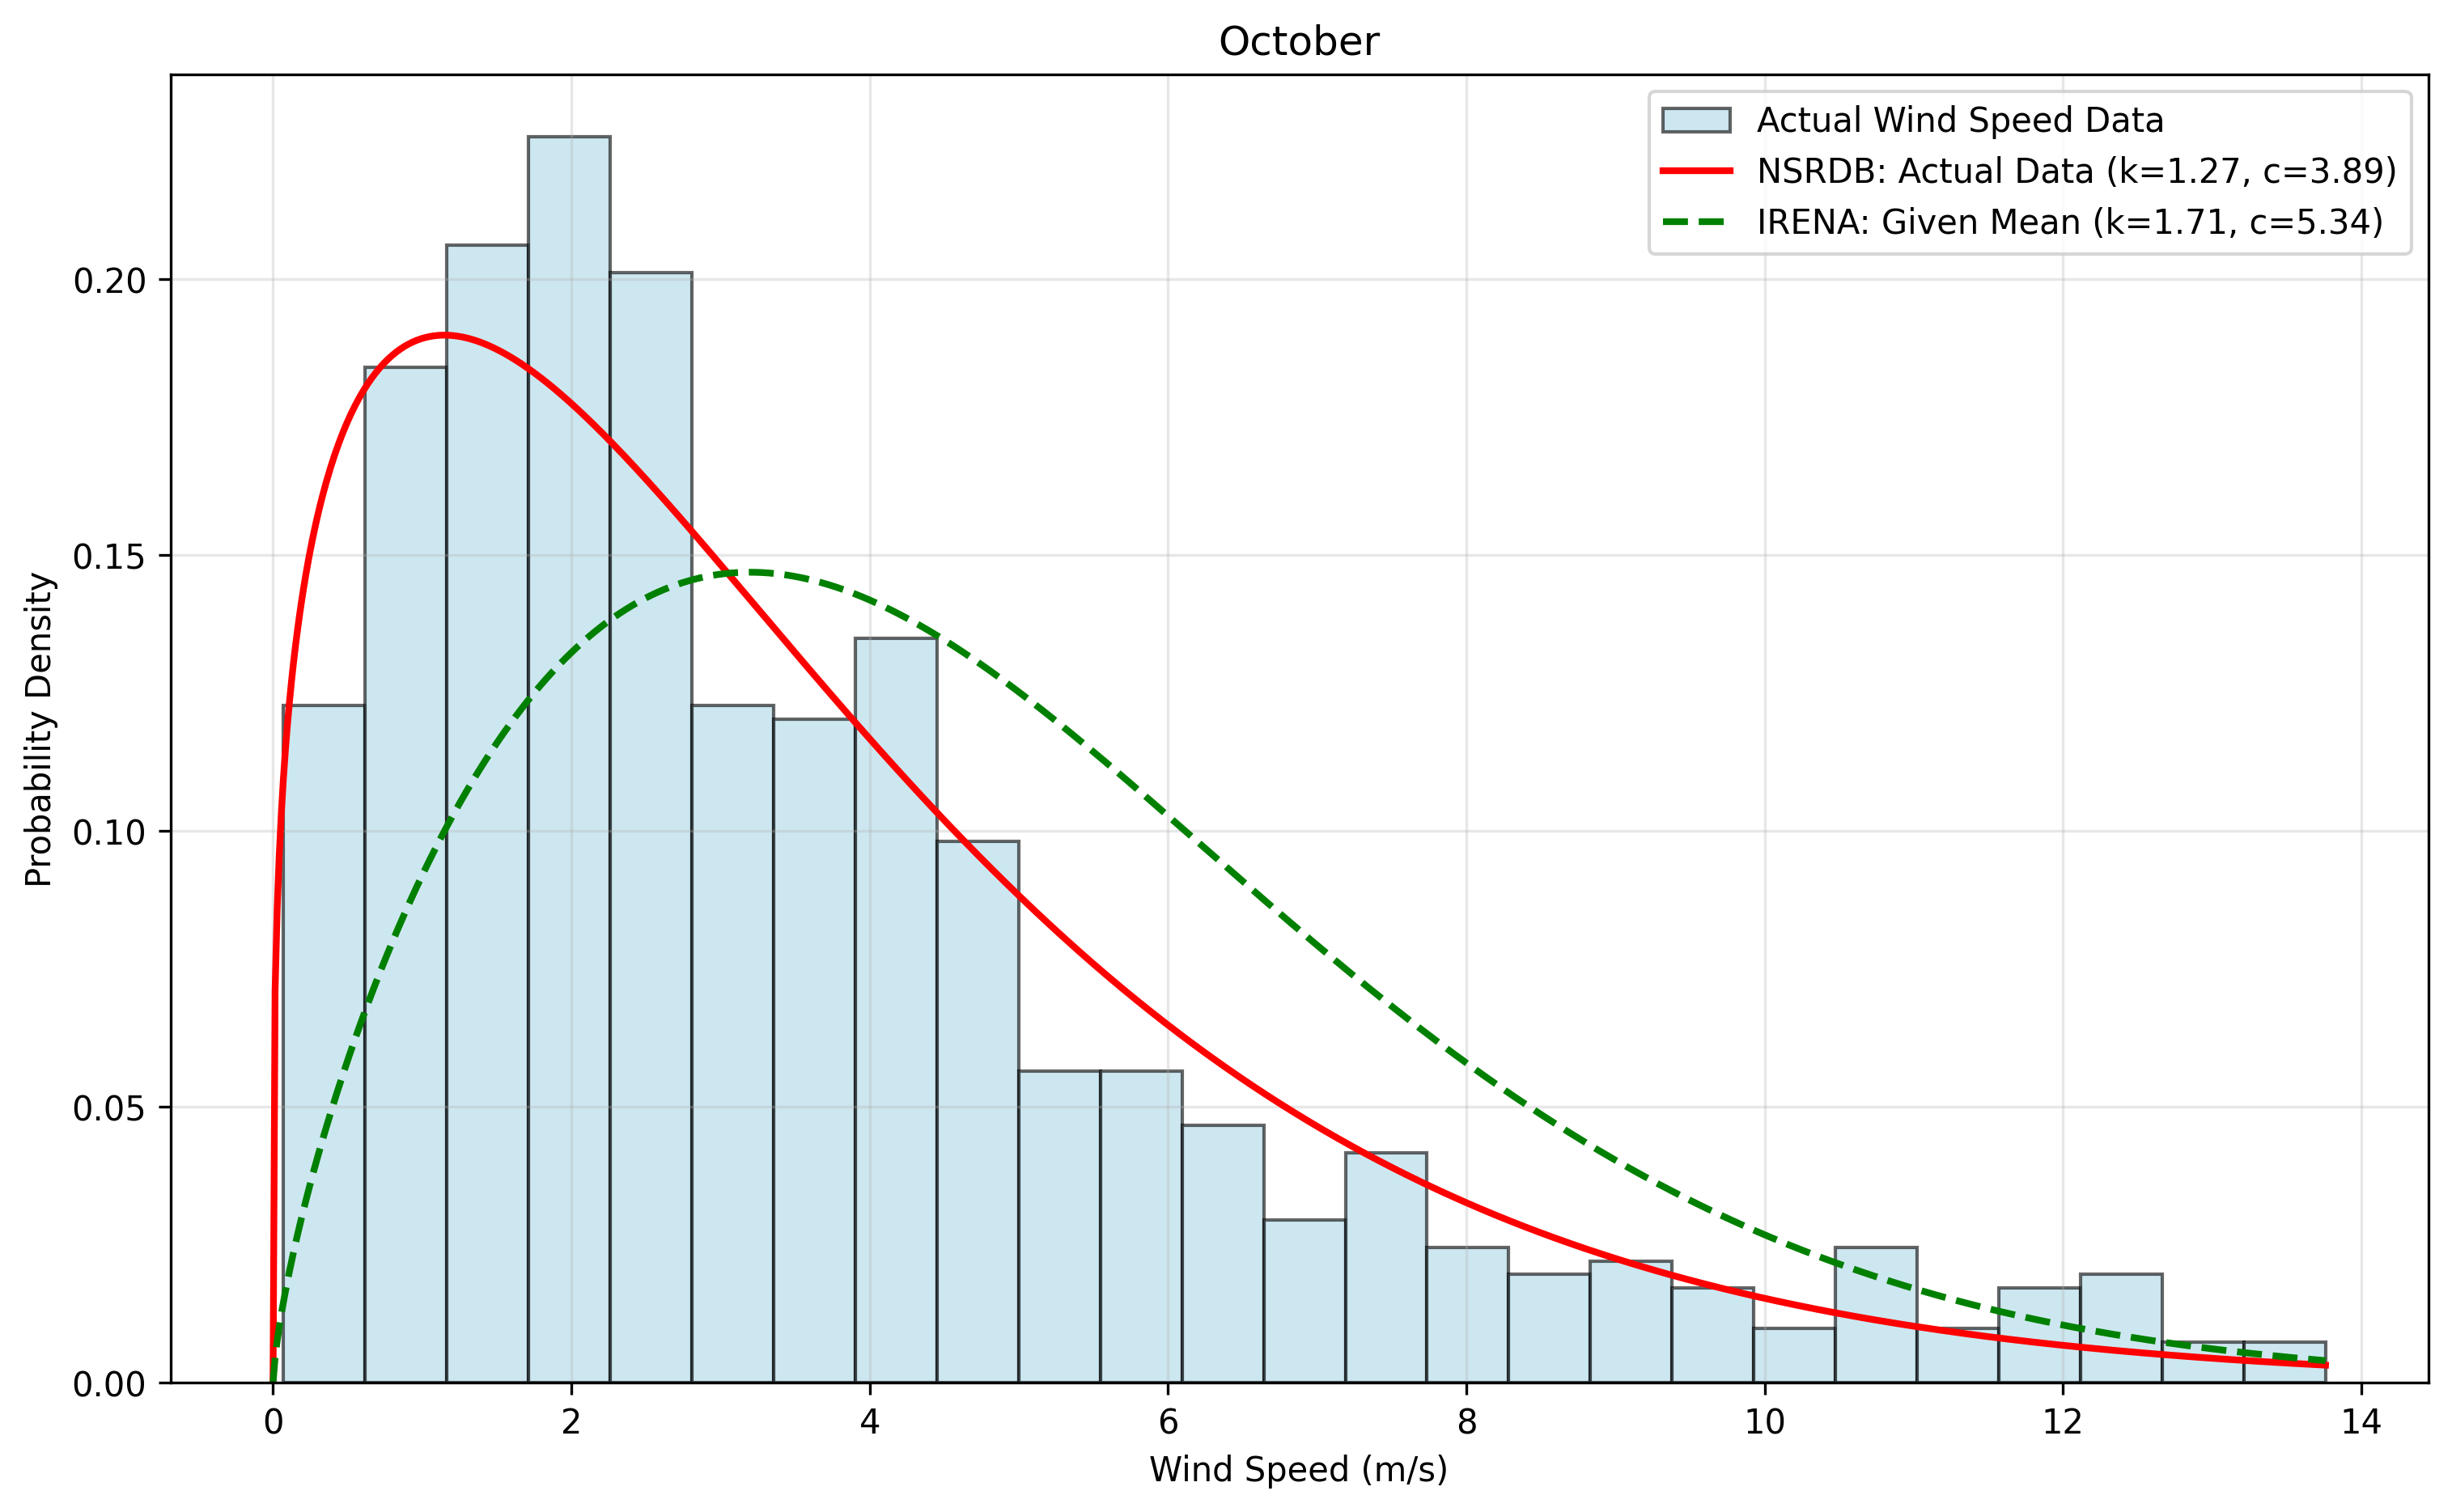 October
Actual Wind Speed Data
NSRDB: Actual Data (k=1.27, c=3.89)
IRENA: Given Mean (k=1.71, c=5.34)
Probability Density
0.20
0.15
0.10
0.05
0.00
0 2 4 6 8 10 12 14
Wind Speed (m/s)